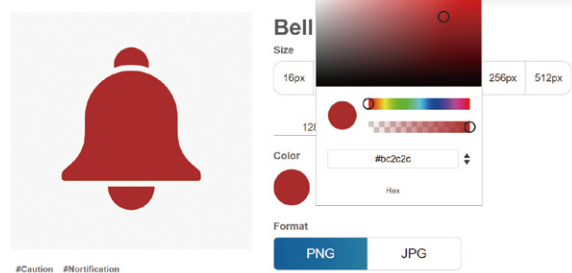 Bell
Size
16px
256px
512px
128
#bc2c2c
Color
Hex
Format
PNG
JPG
#Caution #Nortification